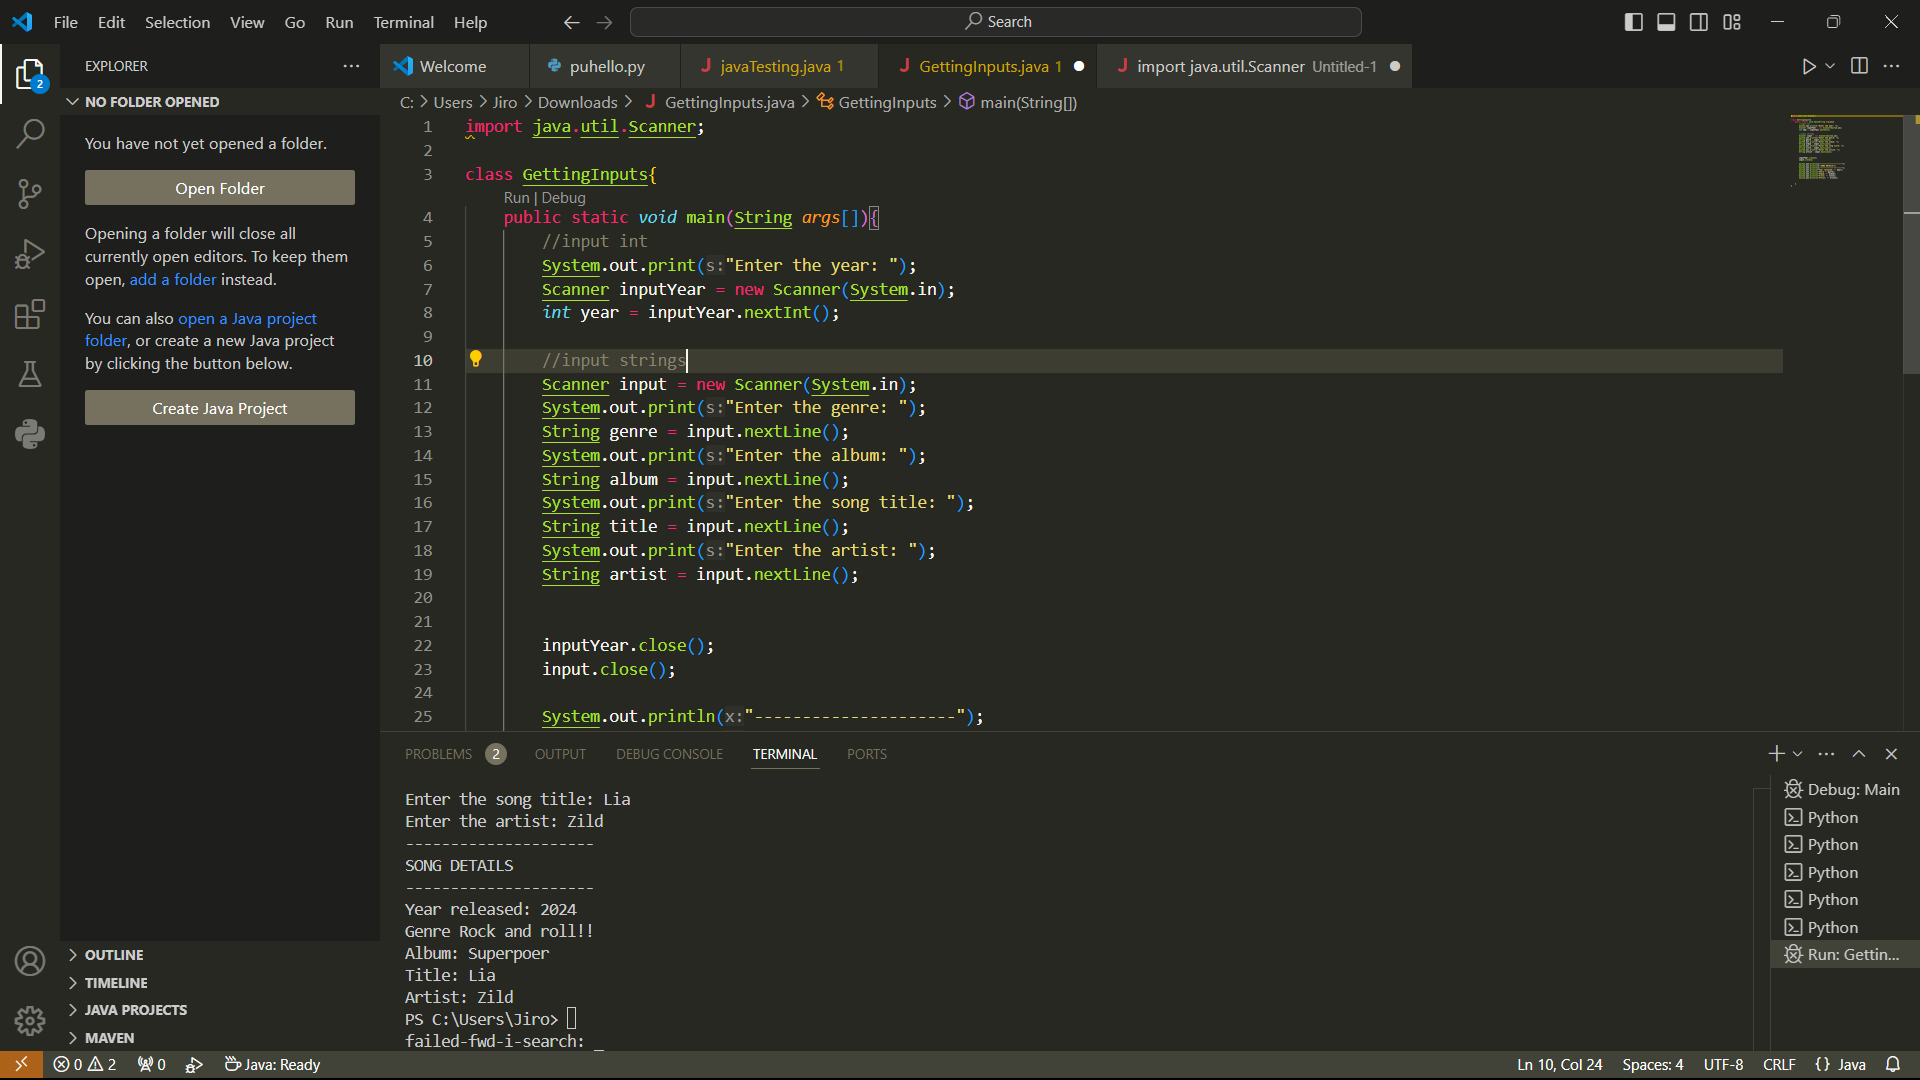 File Edit Selection View Go Run Terminal Help
Search
EXPLORER
Welcome
puhello.py
javaTesting.java 1
GettingInputs.java 1
import java.util.Scanner Untitled-1
2
NO FOLDER OPENED
You have not yet opened a folder.
Open Folder
Opening a folder will close all
currently open editors. To keep them
open, add a folder instead.
You can also open a Java project
folder, or create a new Java project
by clicking the button below.
Create Java Project
OUTLINE
TIMELINE
JAVA PROJECTS
MAVEN
C: > Users > Jiro > Downloads > GettingInputs.java > GettingInputs > main(String[])
1 import java.util.Scanner;
2
3 class GettingInputs{
Run | Debug
4 public static void main(String args[]){
5 //input int
6 System.out.print(s:"Enter the year: ");
7 Scanner inputYear = new Scanner(System.in);
8 int year = inputYear.nextInt();
9
10 //input strings
11 Scanner input = new Scanner(System.in);
12 System.out.print(s:"Enter the genre: ");
13 String genre = input.nextLine();
14 System.out.print(s:"Enter the album: ");
15 String album = input.nextLine();
16 System.out.print(s:"Enter the song title: ");
17 String title = input.nextLine();
18 System.out.print(s:"Enter the artist: ");
19 String artist = input.nextLine();
20
21
22 inputYear.close();
23 input.close();
24
25 System.out.println(x:"---------------------");
PROBLEMS 2 OUTPUT DEBUG CONSOLE TERMINAL PORTS
Enter the song title: Lia
Enter the artist: Zild
---------------------
SONG DETAILS
---------------------
Year released: 2024
Genre Rock and roll!!
Album: Superpoer
Title: Lia
Artist: Zild
PS C:\Users\Jiro>
failed-fwd-i-search: _
Debug: Main
Python
Python
Python
Python
Python
Run: Gettin...
0 2 0 Java: Ready
Ln 10, Col 24 Spaces: 4 UTF-8 CRLF {} Java